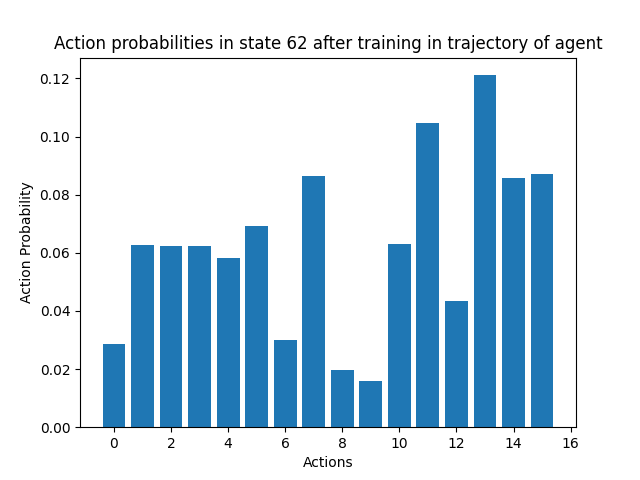 Action probabilities in state 62 after training in trajectory of agent
0.12
0.10
0.08
0.06
0.04
0.02
0.00
Action Probability
0 2 4 6 8 10 12 14 16
Actions